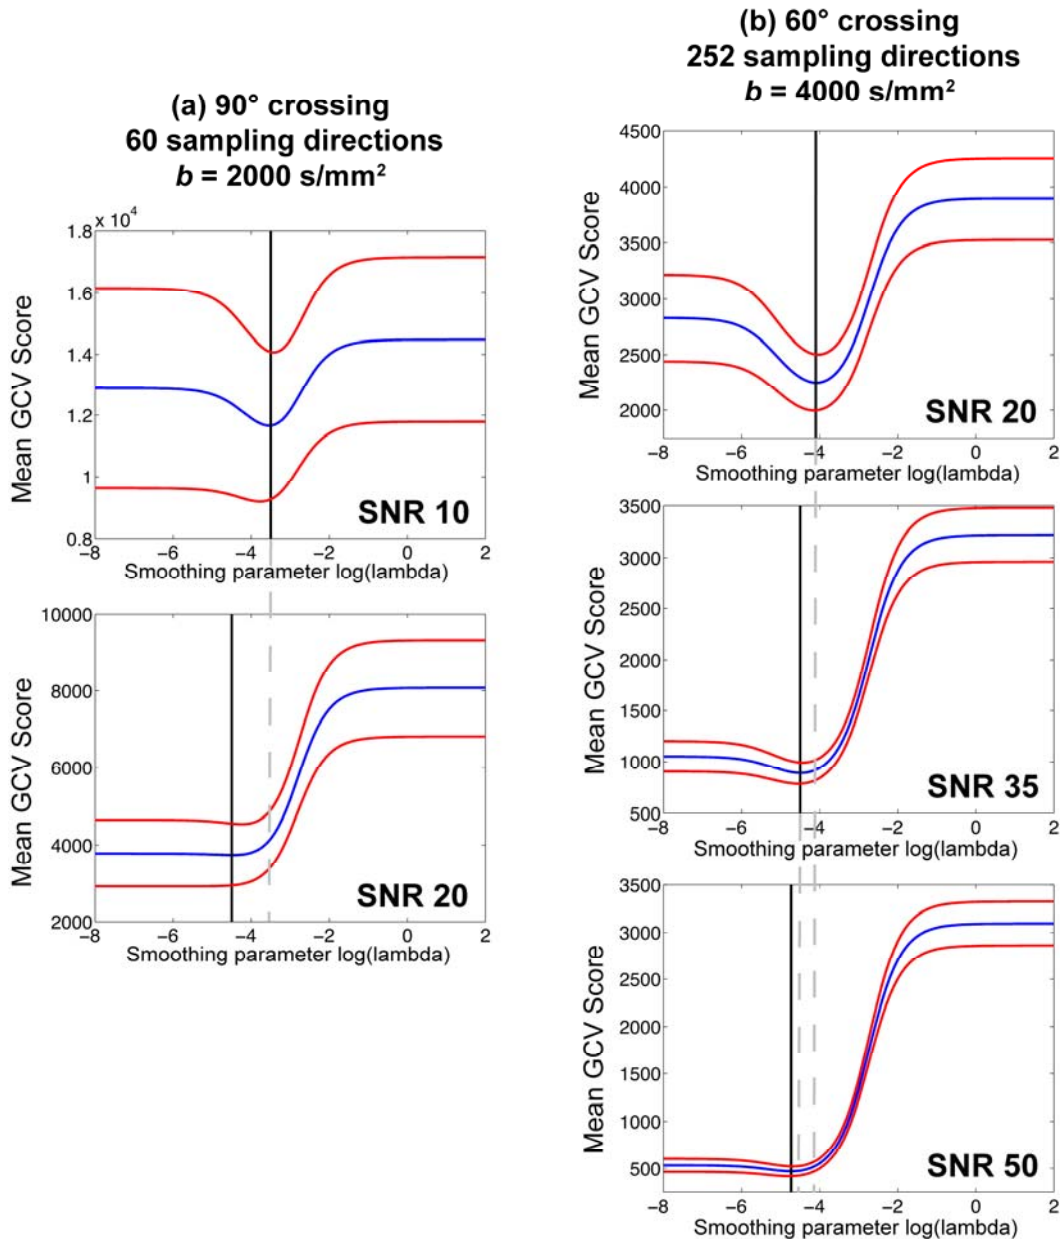 (a) 90° crossing
60 sampling directions
b = 2000 s/mm²
x 10⁴
1.8
1.6
1.4
1.2
1
0.8
Mean GCV Score
SNR 10
−8 −6 −4 −2 0 2
Smoothing parameter log(lambda)
10000
8000
6000
4000
2000
Mean GCV Score
SNR 20
−8 −6 −4 −2 0 2
Smoothing parameter log(lambda)
(b) 60° crossing
252 sampling directions
b = 4000 s/mm²
4500
4000
3500
3000
2500
2000
Mean GCV Score
SNR 20
−8 −6 −4 −2 0 2
Smoothing parameter log(lambda)
3500
3000
2500
2000
1500
1000
500
Mean GCV Score
SNR 35
−8 −6 −4 −2 0 2
Smoothing parameter log(lambda)
3500
3000
2500
2000
1500
1000
500
Mean GCV Score
SNR 50
−8 −6 −4 −2 0 2
Smoothing parameter log(lambda)